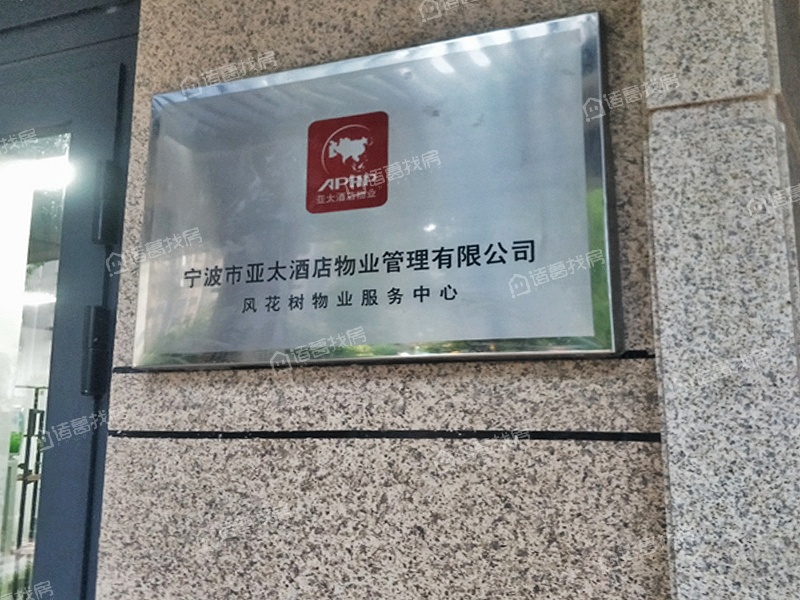 APHP
亚太酒店物业
宁波市亚太酒店物业管理有限公司
风花树物业服务中心
诸葛找房